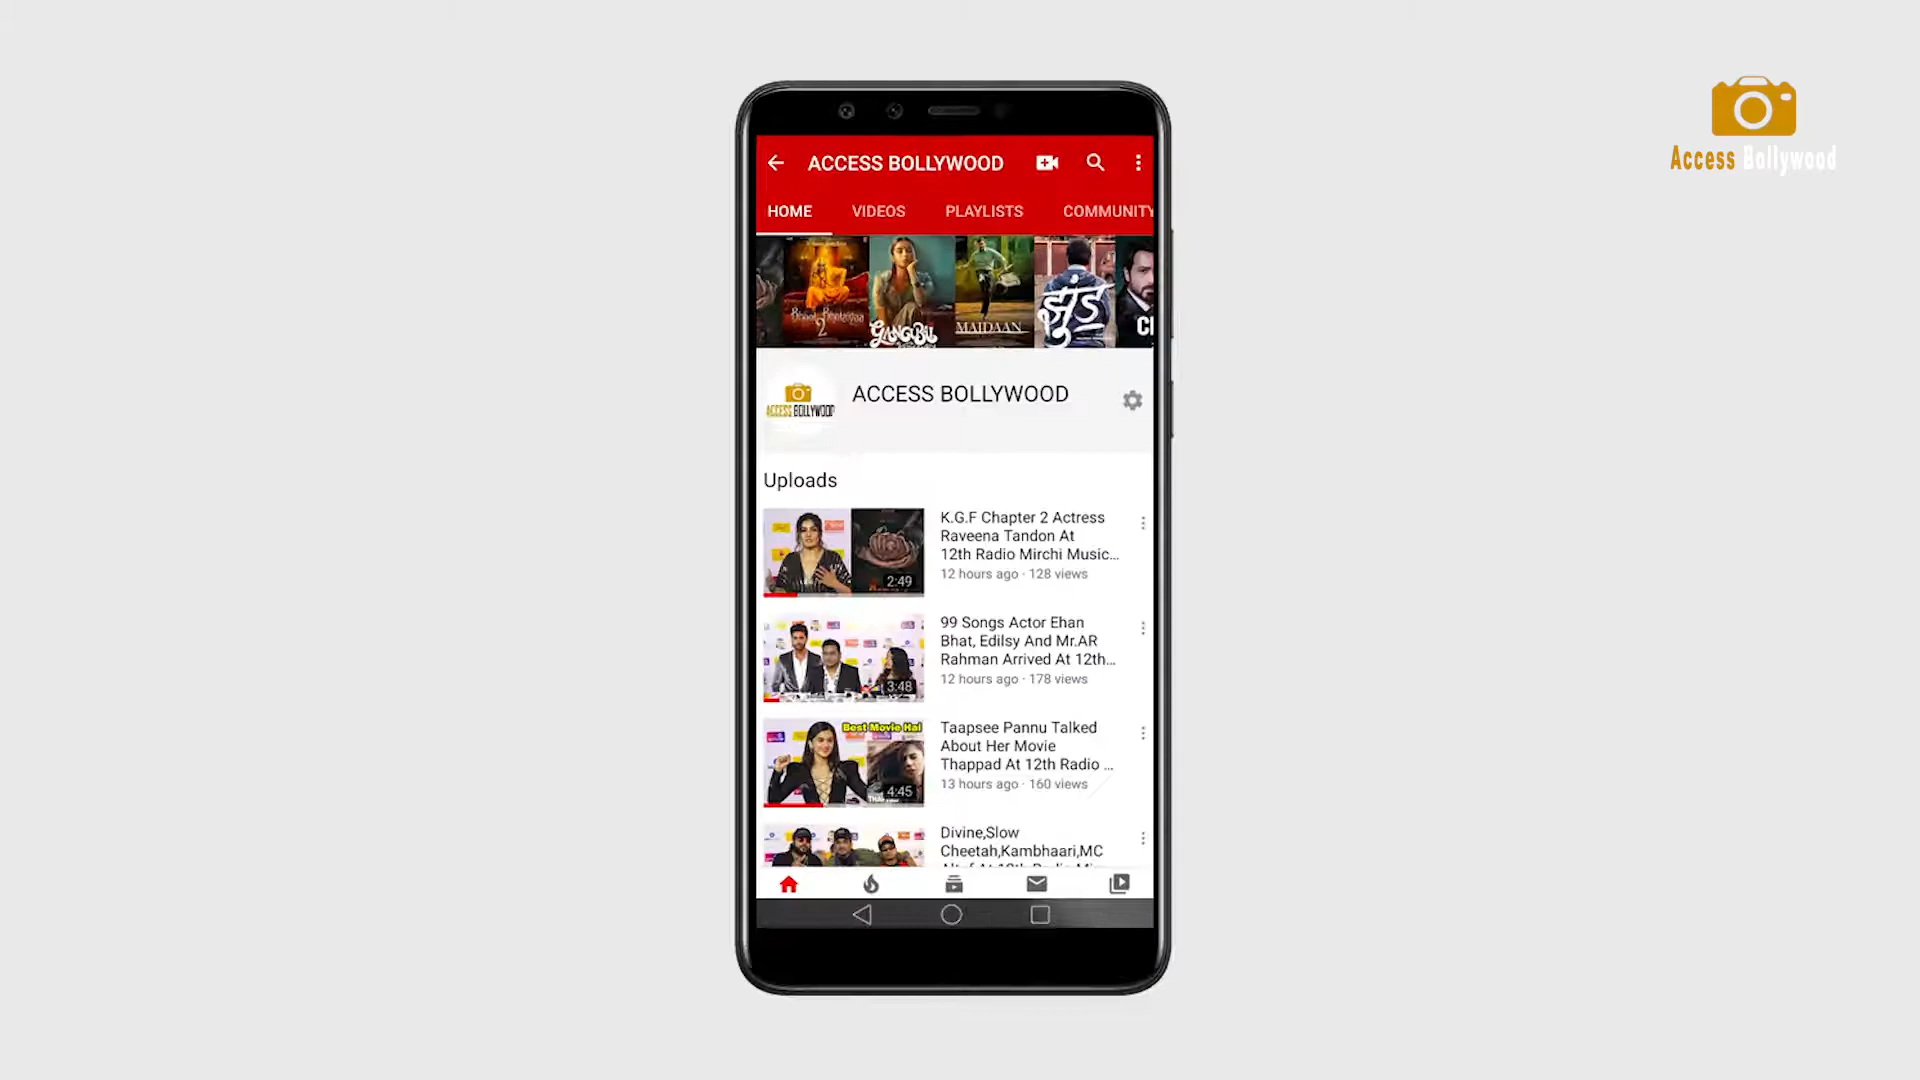 Access Bollywood
ACCESS BOLLYWOOD
HOME VIDEOS PLAYLISTS COMMUNITY
2
GANGUBAI
MAIDAAN
झुंड
ACCESS BOLLYWOOD
ACCESS BOLLYWOOD
Uploads
K.G.F Chapter 2 Actress
Raveena Tandon At
12th Radio Mirchi Music...
12 hours ago · 128 views
2:49
99 Songs Actor Ehan
Bhat, Edilsy And Mr.AR
Rahman Arrived At 12th...
12 hours ago · 178 views
3:48
Best Movie Hai
Taapsee Pannu Talked
About Her Movie
Thappad At 12th Radio ...
13 hours ago · 160 views
4:45
Divine,Slow
Cheetah,Kambhaari,MC